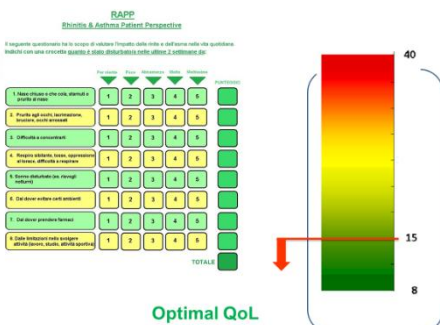 RAPP
Rhinitis & Asthma Patient Perspective
Il seguente questionario ha lo scopo di valutare l'impatto della rinite e dell'asma nella vita quotidiana.
Indichi con una crocetta quanto è stato disturbato/a nelle ultime 2 settimane da:
Per niente Poco Abbastanza Molto Moltissimo
PUNTEGGIO
1. Naso chiuso o che cola, starnuti o prurito al naso
1 2 3 4 5
2. Prurito agli occhi, lacrimazione, bruciore, occhi arrossati
1 2 3 4 5
3. Difficoltà a concentrarsi
1 2 3 4 5
4. Respiro sibilante, tosse, oppressione al torace, difficoltà a respirare
1 2 3 4 5
5. Sonno disturbato (es. risvegli notturni)
1 2 3 4 5
6. Dal dover evitare certi ambienti
1 2 3 4 5
7. Dal dover prendere farmaci
1 2 3 4 5
8. Dalle limitazioni nello svolgere attività (lavoro, studio, attività sportiva)
1 2 3 4 5
TOTALE
40
15
8
Optimal QoL